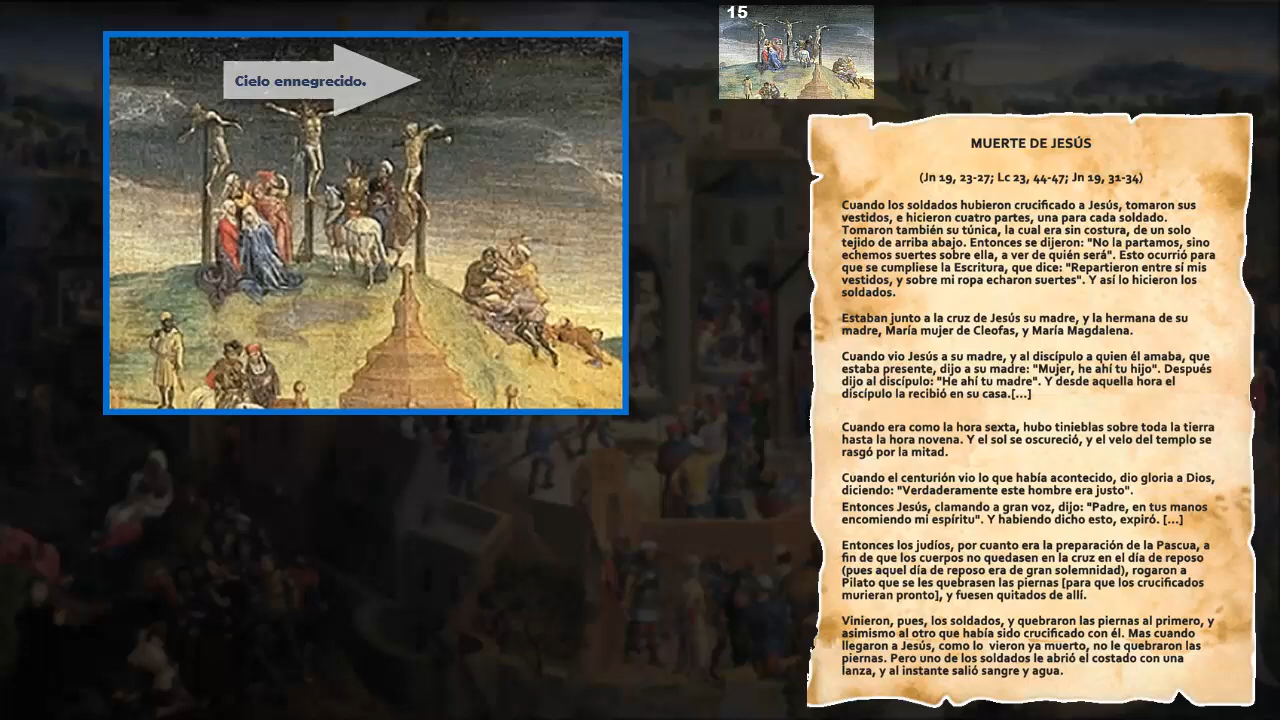 Cielo ennegrecido.
15
MUERTE DE JESÚS
(Jn 19, 23-27; Lc 23, 44-47; Jn 19, 31-34)
Cuando los soldados hubieron crucificado a Jesús, tomaron sus
vestidos, e hicieron cuatro partes, una para cada soldado.
Tomaron también su túnica, la cual era sin costura, de un solo
tejido de arriba abajo. Entonces se dijeron: "No la partamos, sino
echemos suertes sobre ella, a ver de quién será". Esto ocurrió para
que se cumpliese la Escritura, que dice: "Repartieron entre sí mis
vestidos, y sobre mi ropa echaron suertes". Y así lo hicieron los
soldados.
Estaban junto a la cruz de Jesús su madre, y la hermana de su
madre, María mujer de Cleofas, y María Magdalena.
Cuando vio Jesús a su madre, y al discípulo a quien él amaba, que
estaba presente, dijo a su madre: "Mujer, he ahí tu hijo". Después
dijo al discípulo: "He ahí tu madre". Y desde aquella hora el
discípulo la recibió en su casa.[...]
Cuando era como la hora sexta, hubo tinieblas sobre toda la tierra
hasta la hora novena. Y el sol se oscureció, y el velo del templo se
rasgó por la mitad.
Cuando el centurión vio lo que había acontecido, dio gloria a Dios,
diciendo: "Verdaderamente este hombre era justo".
Entonces Jesús, clamando a gran voz, dijo: "Padre, en tus manos
encomiendo mi espíritu". Y habiendo dicho esto, expiró. [...]
Entonces los judíos, por cuanto era la preparación de la Pascua, a
fin de que los cuerpos no quedasen en la cruz en el día de reposo
(pues aquel día de reposo era de gran solemnidad), rogaron a
Pilato que se les quebrasen las piernas [para que los crucificados
murieran pronto], y fuesen quitados de allí.
Vinieron, pues, los soldados, y quebraron las piernas al primero, y
asimismo al otro que había sido crucificado con él. Mas cuando
llegaron a Jesús, como lo vieron ya muerto, no le quebraron las
piernas. Pero uno de los soldados le abrió el costado con una
lanza, y al instante salió sangre y agua.